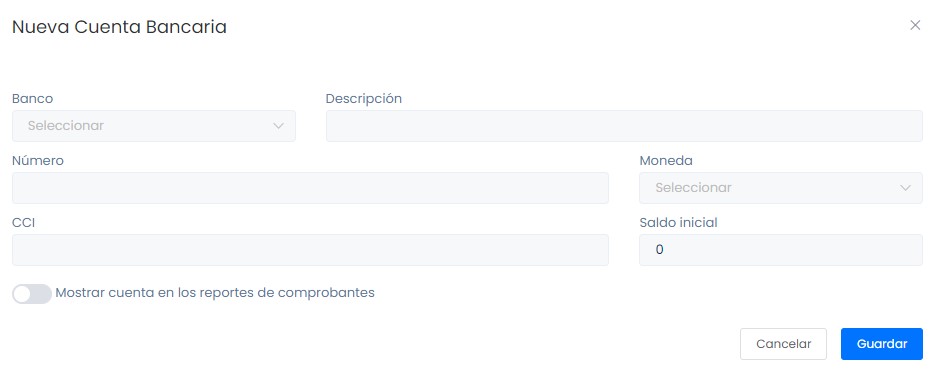 Nueva Cuenta Bancaria
Banco
Descripción
Seleccionar
Número
Moneda
Seleccionar
CCI
Saldo inicial
0
Mostrar cuenta en los reportes de comprobantes
Cancelar
Guardar